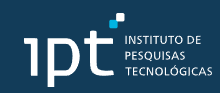 ipt
INSTITUTO DE
PESQUISAS
TECNOLÓGICAS